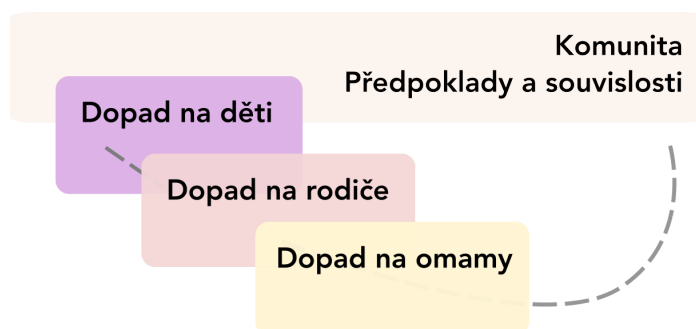 Komunita
Předpoklady a souvislosti
Dopad na děti
Dopad na rodiče
Dopad na omamy